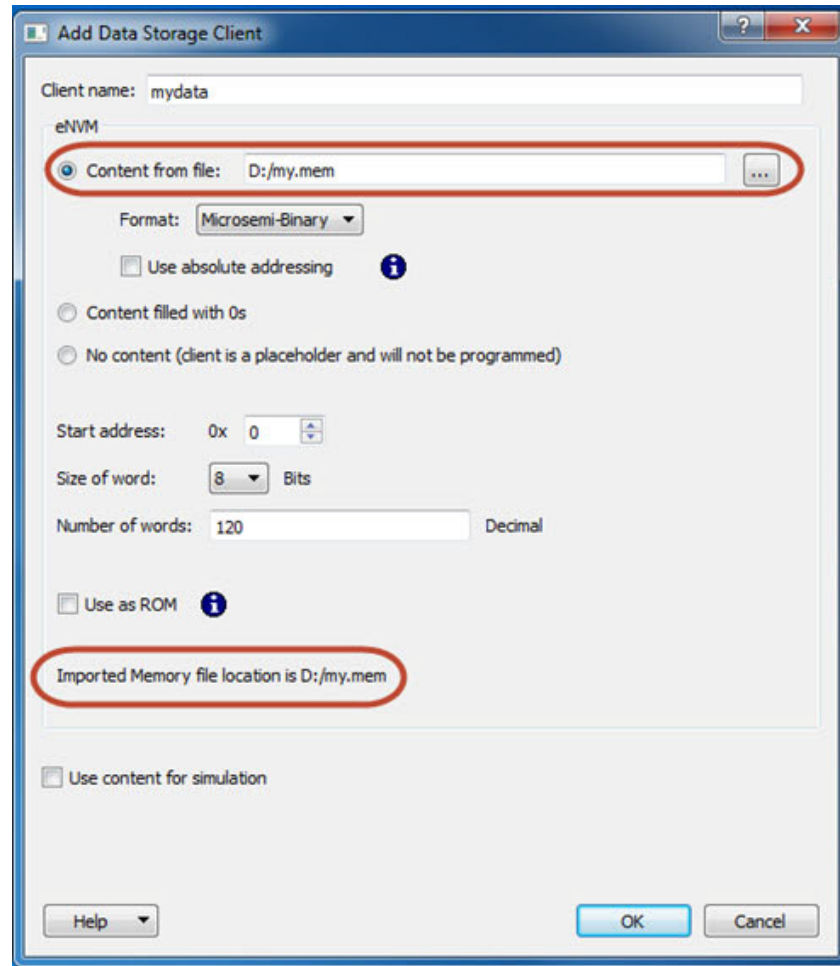 Add Data Storage Client
Client name: mydata
eNVM
Content from file: D:/my.mem ...
Format: Microsemi-Binary
Use absolute addressing
Content filled with 0s
No content (client is a placeholder and will not be programmed)
Start address: 0x 0
Size of word: 8 Bits
Number of words: 120 Decimal
Use as ROM
Imported Memory file location is D:/my.mem
Use content for simulation
Help OK Cancel